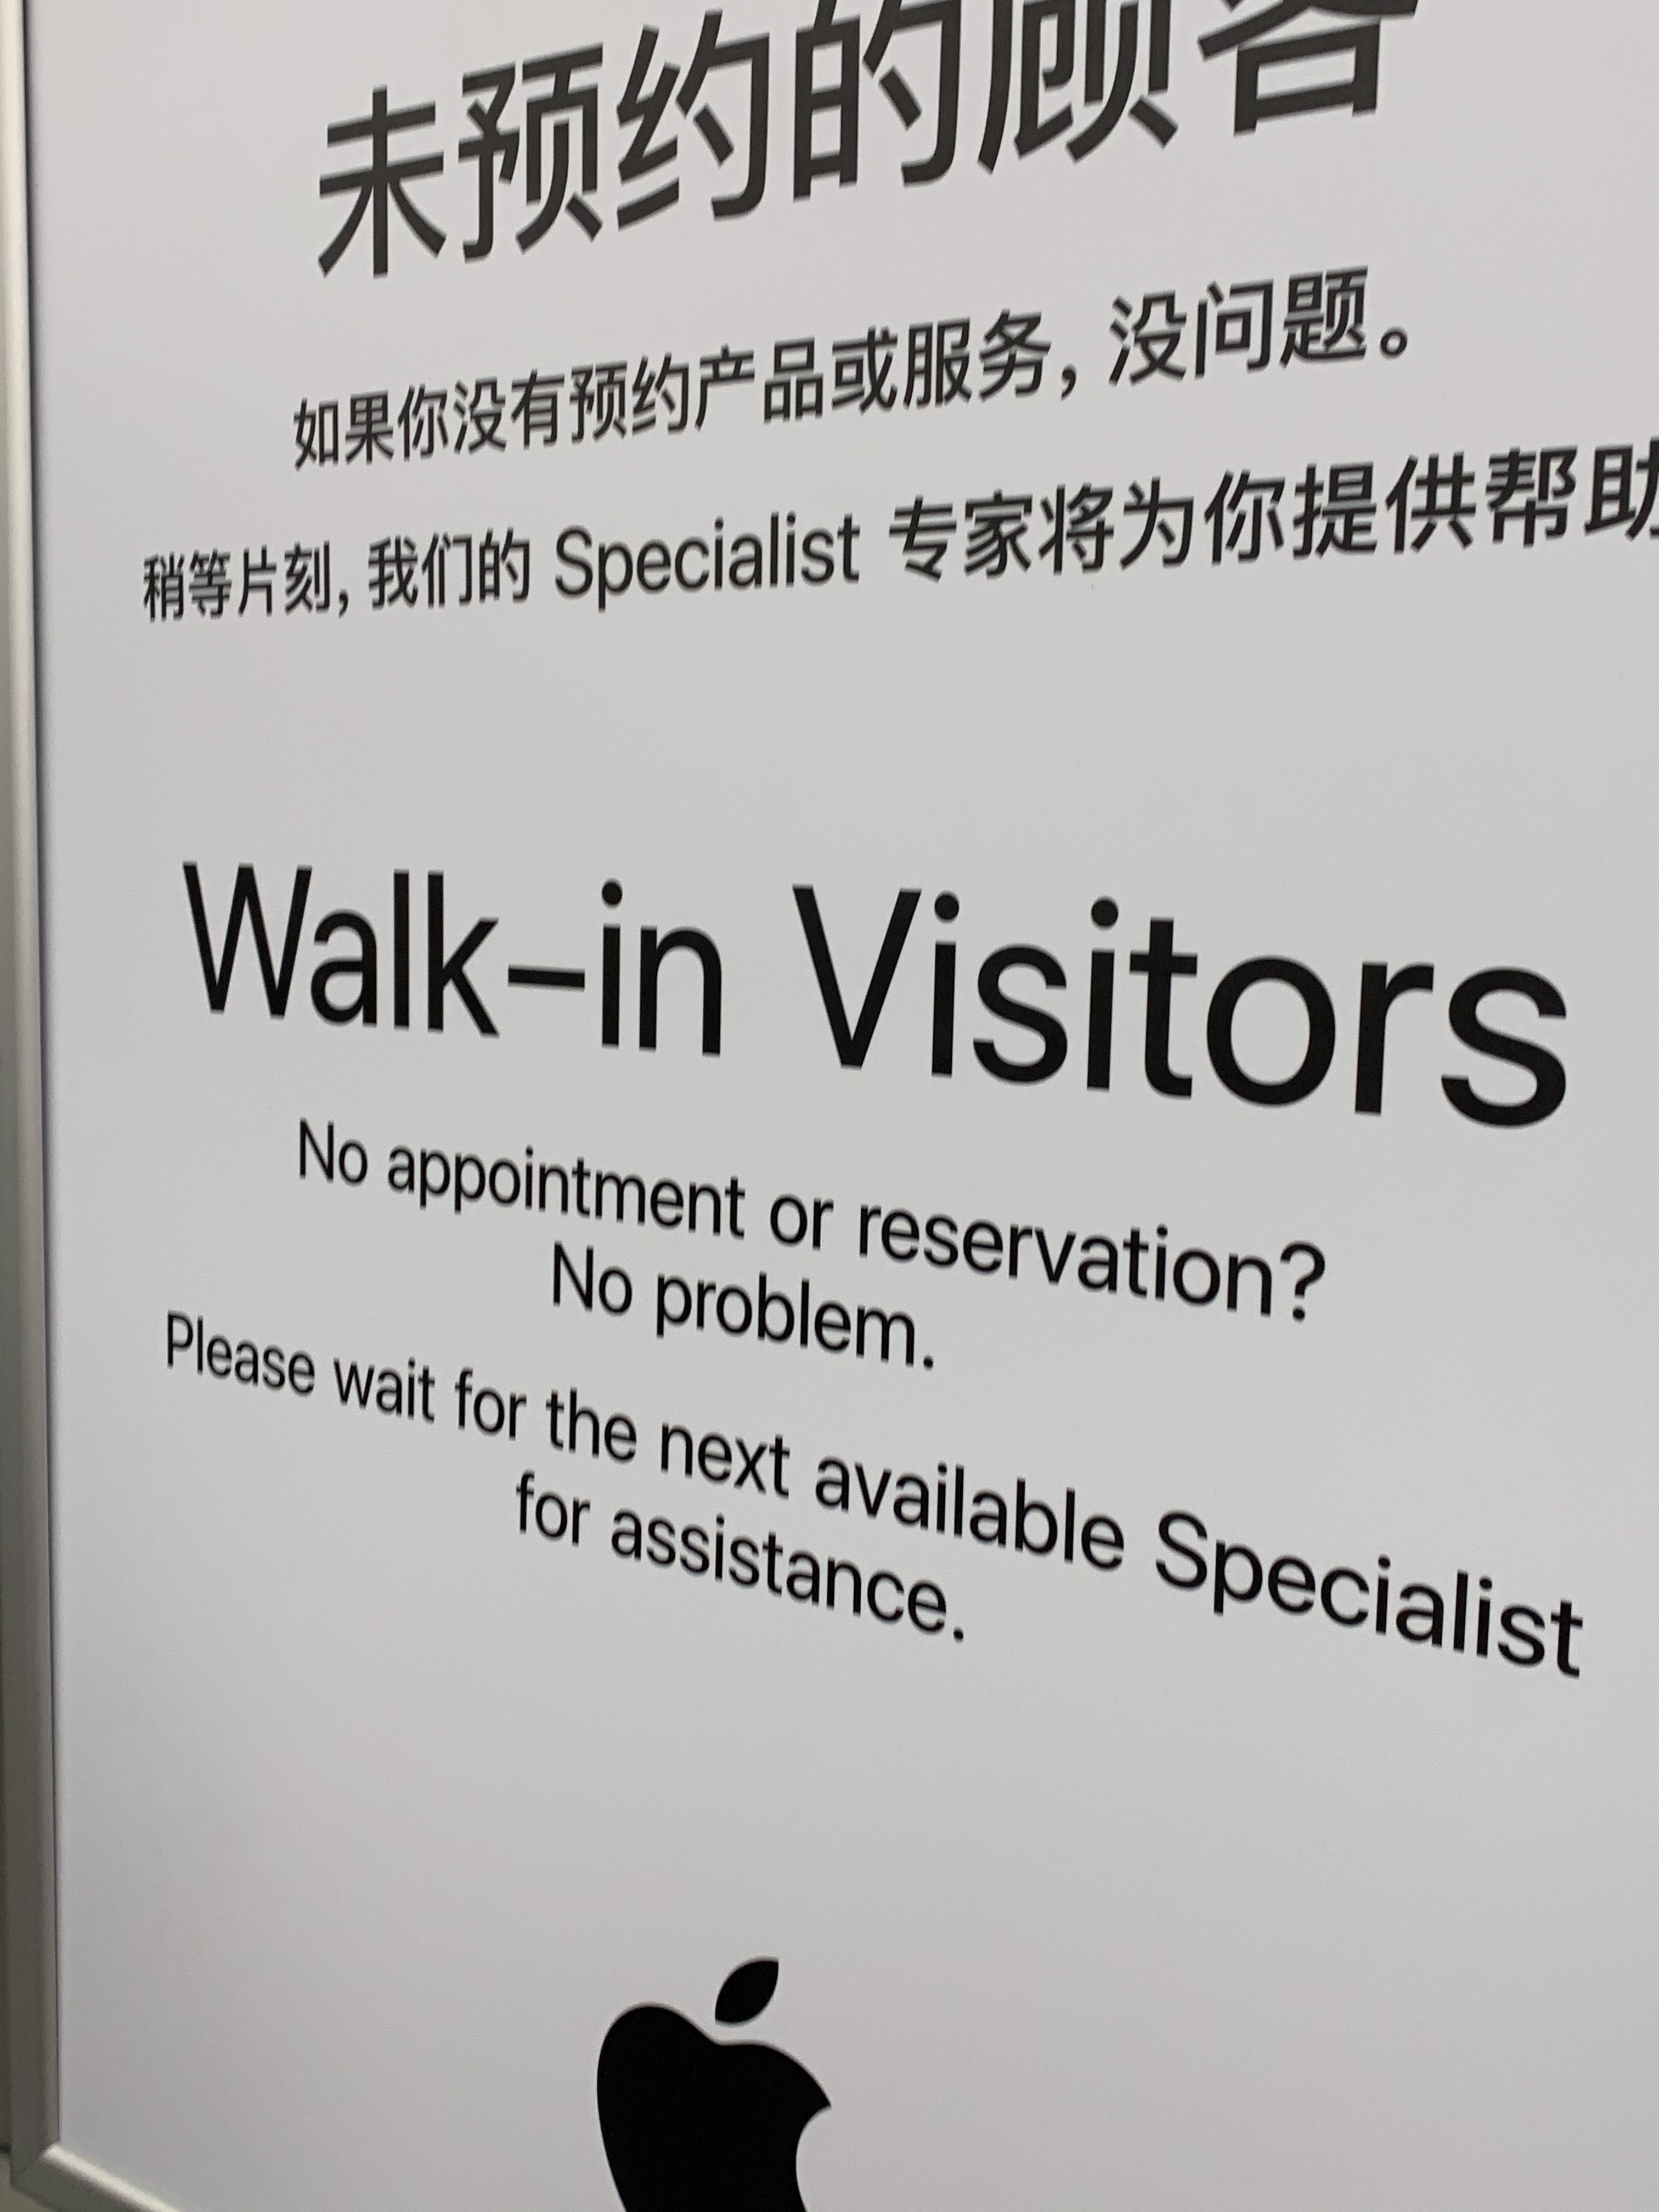 未预约的顾客
如果你没有预约产品或服务，没问题。
稍等片刻，我们的 Specialist 专家将为你提供帮助
Walk-in Visitors
No appointment or reservation?
No problem.
Please wait for the next available Specialist
for assistance.